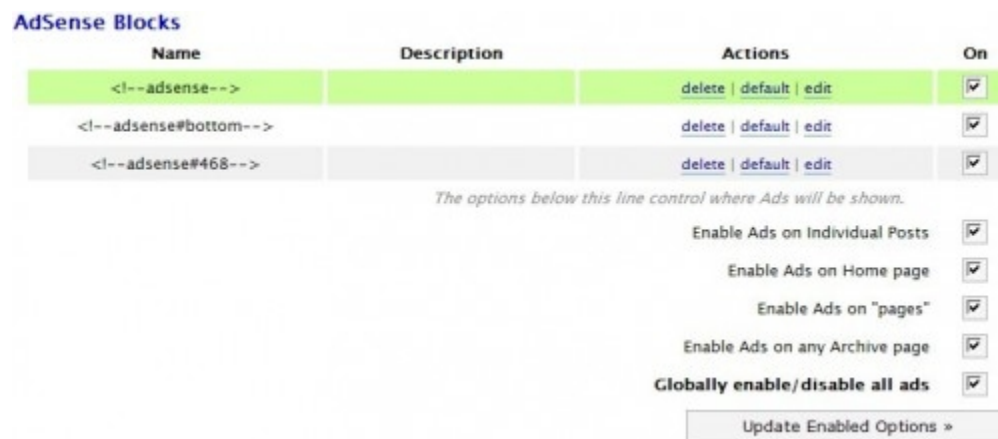 AdSense Blocks
Name Description Actions On
<!--adsense--> delete | default | edit
<!--adsense#bottom--> delete | default | edit
<!--adsense#468--> delete | default | edit
The options below this line control where Ads will be shown.
Enable Ads on Individual Posts
Enable Ads on Home page
Enable Ads on "pages"
Enable Ads on any Archive page
Globally enable/disable all ads
Update Enabled Options »